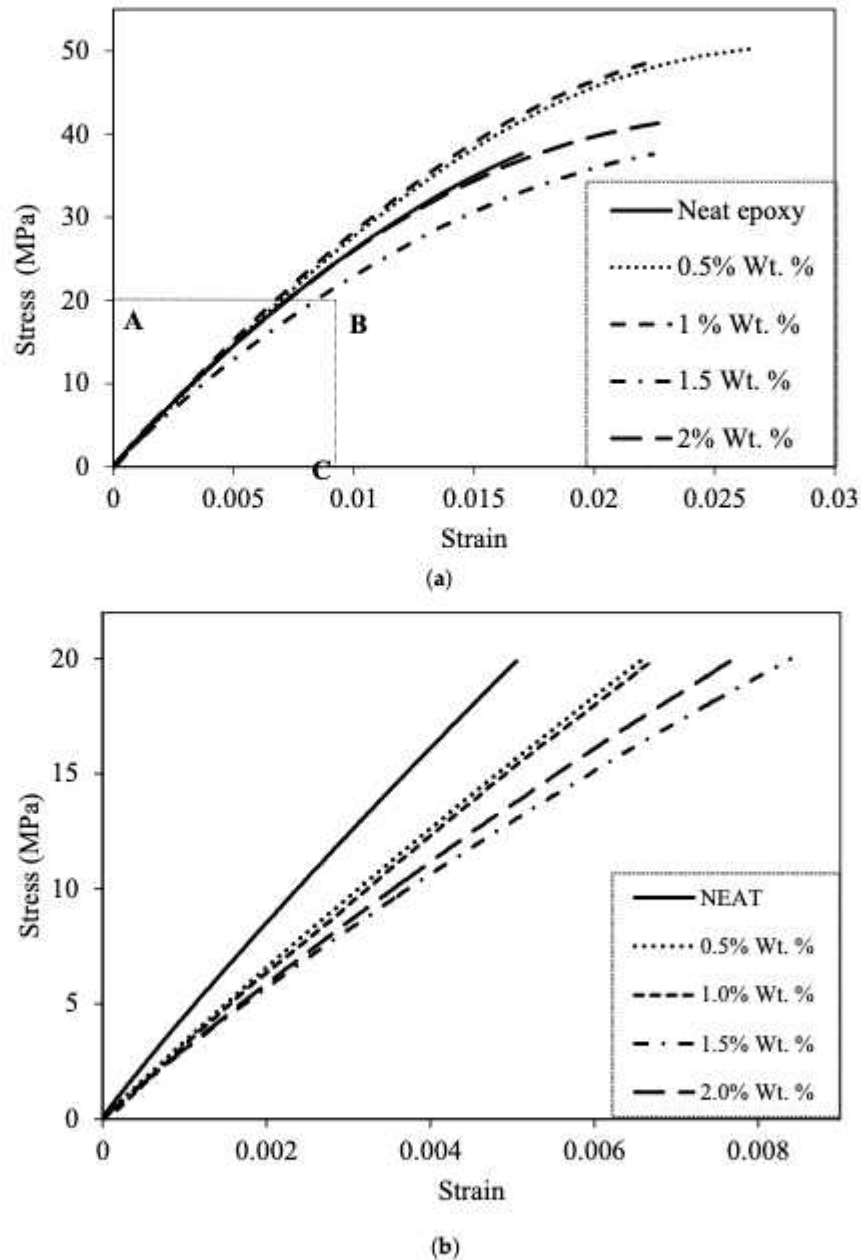 50
40
30
20
10
0
Stress (MPa)
A
B
C
Neat epoxy
0.5% Wt. %
1 % Wt. %
1.5 Wt. %
2% Wt. %
0 0.005 0.01 0.015 0.02 0.025 0.03
Strain
(a)
20
15
10
5
0
Stress (MPa)
NEAT
0.5% Wt. %
1.0% Wt. %
1.5% Wt. %
2.0% Wt. %
0 0.002 0.004 0.006 0.008
Strain
(b)